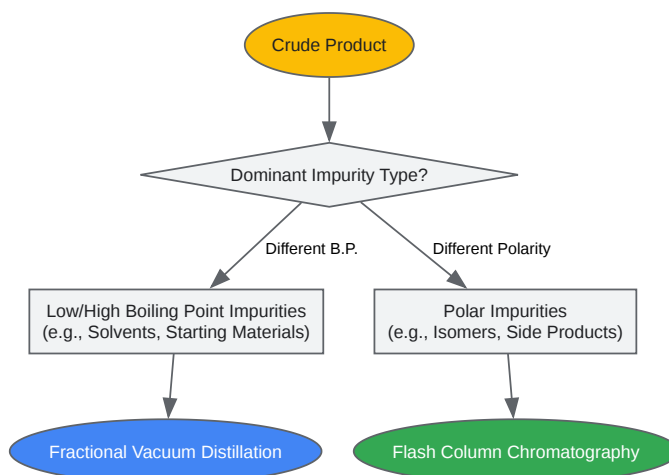 Crude Product
Dominant Impurity Type?
Different B.P.
Different Polarity
Low/High Boiling Point Impurities
(e.g., Solvents, Starting Materials)
Polar Impurities
(e.g., Isomers, Side Products)
Fractional Vacuum Distillation
Flash Column Chromatography